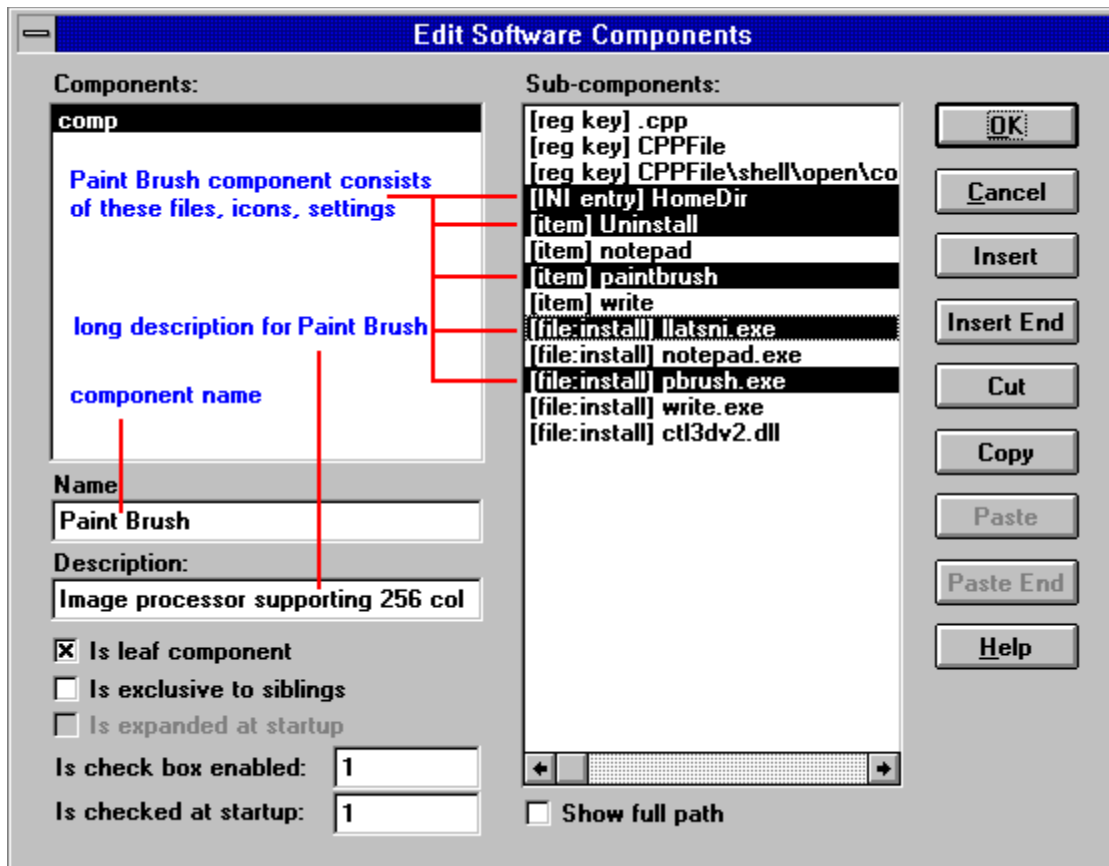 Edit Software Components
Components:
comp
Paint Brush component consists
of these files, icons, settings
long description for Paint Brush
component name
Name
Paint Brush
Description:
Image processor supporting 256 col
Is leaf component
Is exclusive to siblings
Is expanded at startup
Is check box enabled: 1
Is checked at startup: 1
Sub-components:
[reg key] .cpp
[reg key] CPPFile
[reg key] CPPFile\shell\open\co
[INI entry] HomeDir
[item] Uninstall
[item] notepad
[item] paintbrush
[item] write
[file:install] llatsni.exe
[file:install] notepad.exe
[file:install] pbrush.exe
[file:install] write.exe
[file:install] ctl3dv2.dll
Show full path
OK
Cancel
Insert
Insert End
Cut
Copy
Paste
Paste End
Help